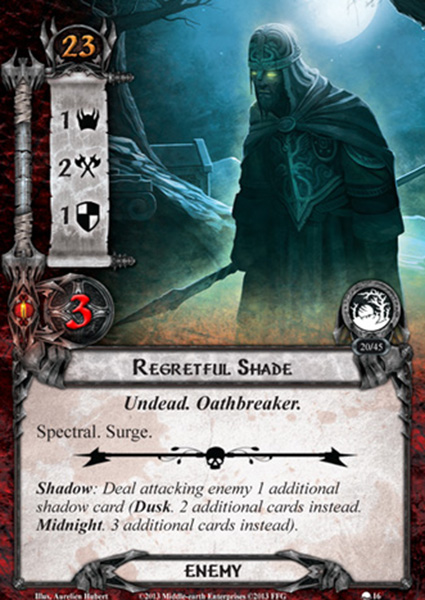 23
1
2
1
3
20/45
Regretful Shade
Undead. Oathbreaker.
Spectral. Surge.
Shadow: Deal attacking enemy 1 additional
shadow card (Dusk. 2 additional cards instead.
Midnight. 3 additional cards instead).
ENEMY
Illus. Aurelien Hubert ©2013 Middle-earth Enterprises ©2013 FFG 16